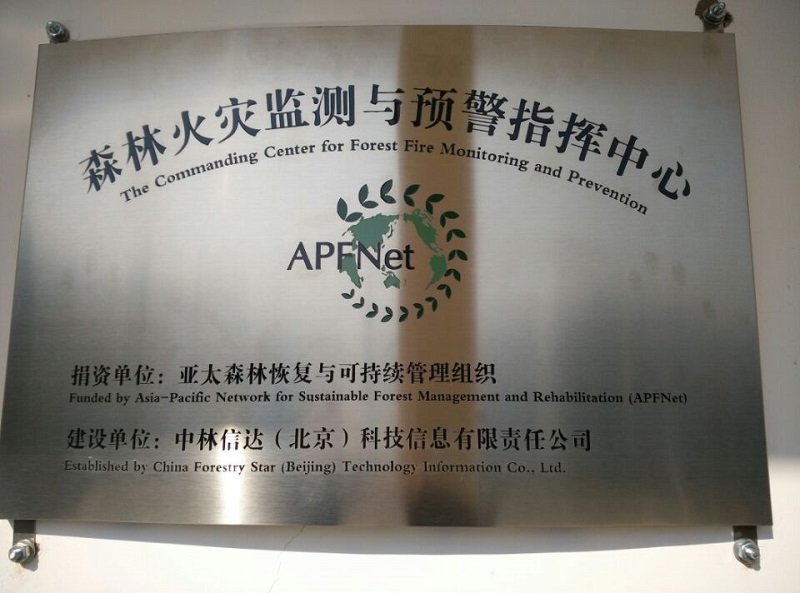 森林火灾监测与预警指挥中心
The Commanding Center for Forest Fire Monitoring and Prevention
APFNet
捐资单位：亚太森林恢复与可持续管理组织
Funded by Asia-Pacific Network for Sustainable Forest Management and Rehabilitation (APFNet)
建设单位：中林信达（北京）科技信息有限责任公司
Established by China Forestry Star (Beijing) Technology Information Co., Ltd.